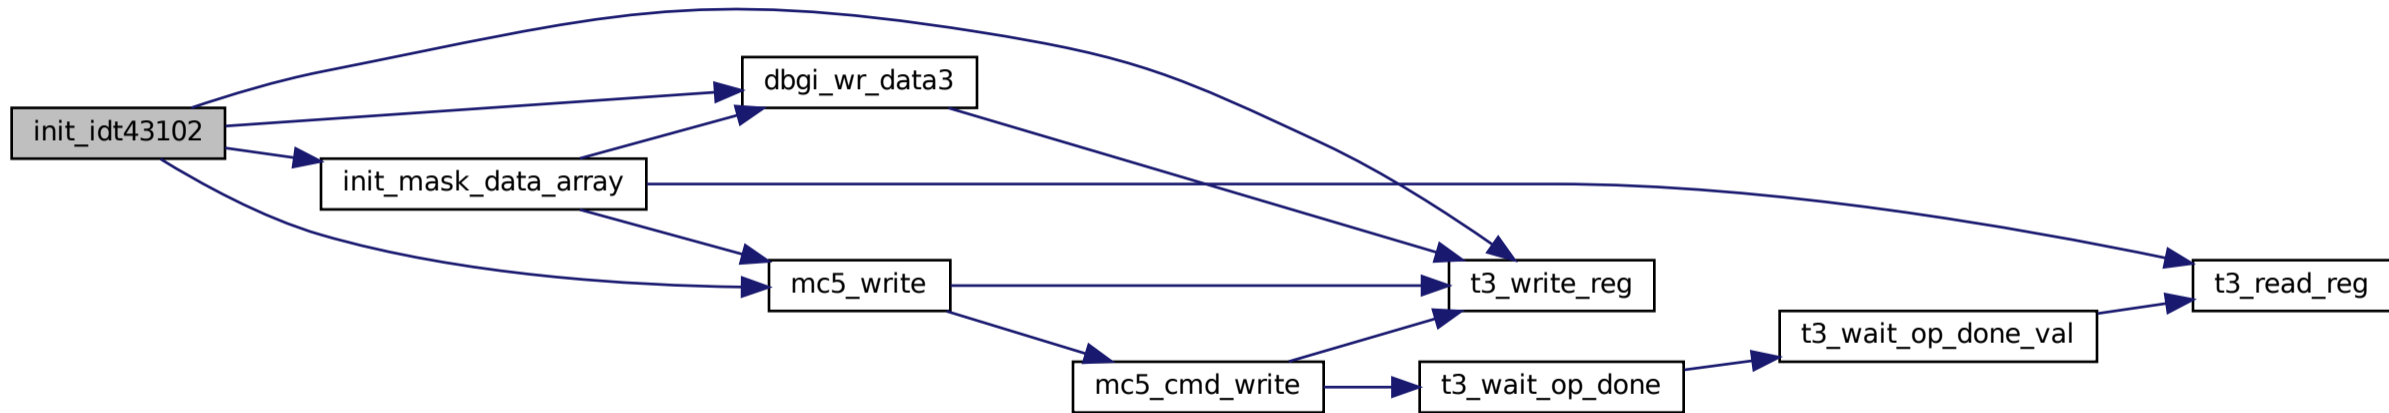 init_idt43102
dbgi_wr_data3
init_mask_data_array
mc5_write
t3_write_reg
t3_read_reg
t3_wait_op_done_val
mc5_cmd_write
t3_wait_op_done